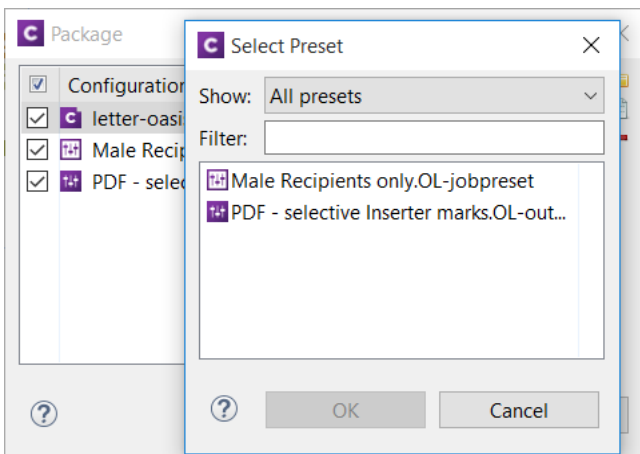 Package
Select Preset
Configuration
Show: All presets
letter-oasi
Filter:
Male Recip
Male Recipients only.OL-jobpreset
PDF - selec
PDF - selective Inserter marks.OL-out...
OK
Cancel